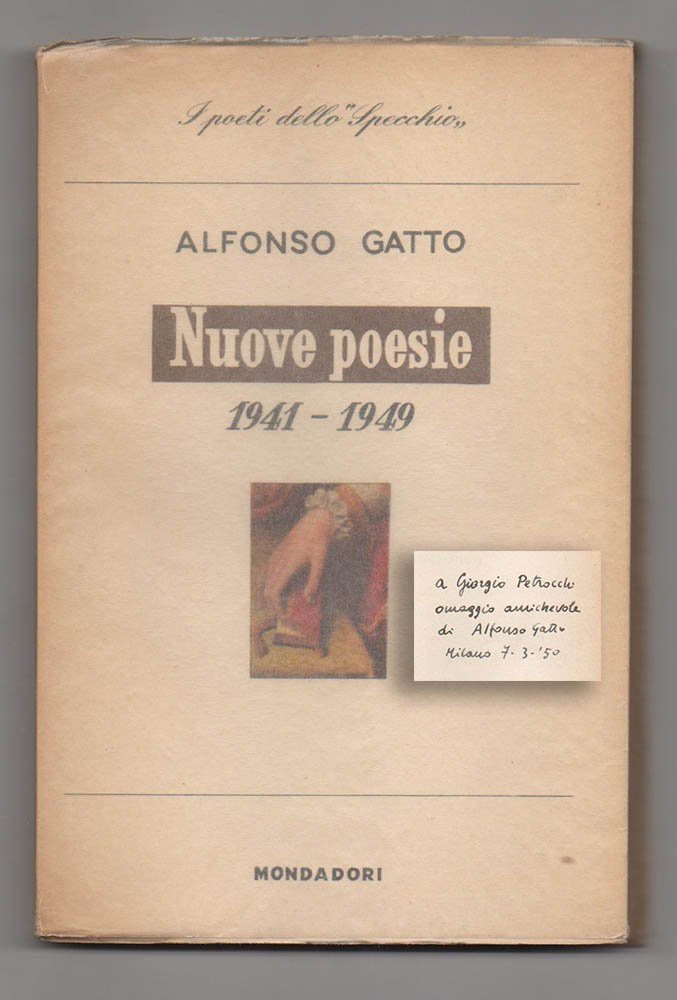 I poeti dello "Specchio„
ALFONSO GATTO
Nuove poesie
1941 - 1949
a Giorgio Petrocchi
omaggio amichevole
di Alfonso Gatto
Milano 7-3-'50
MONDADORI